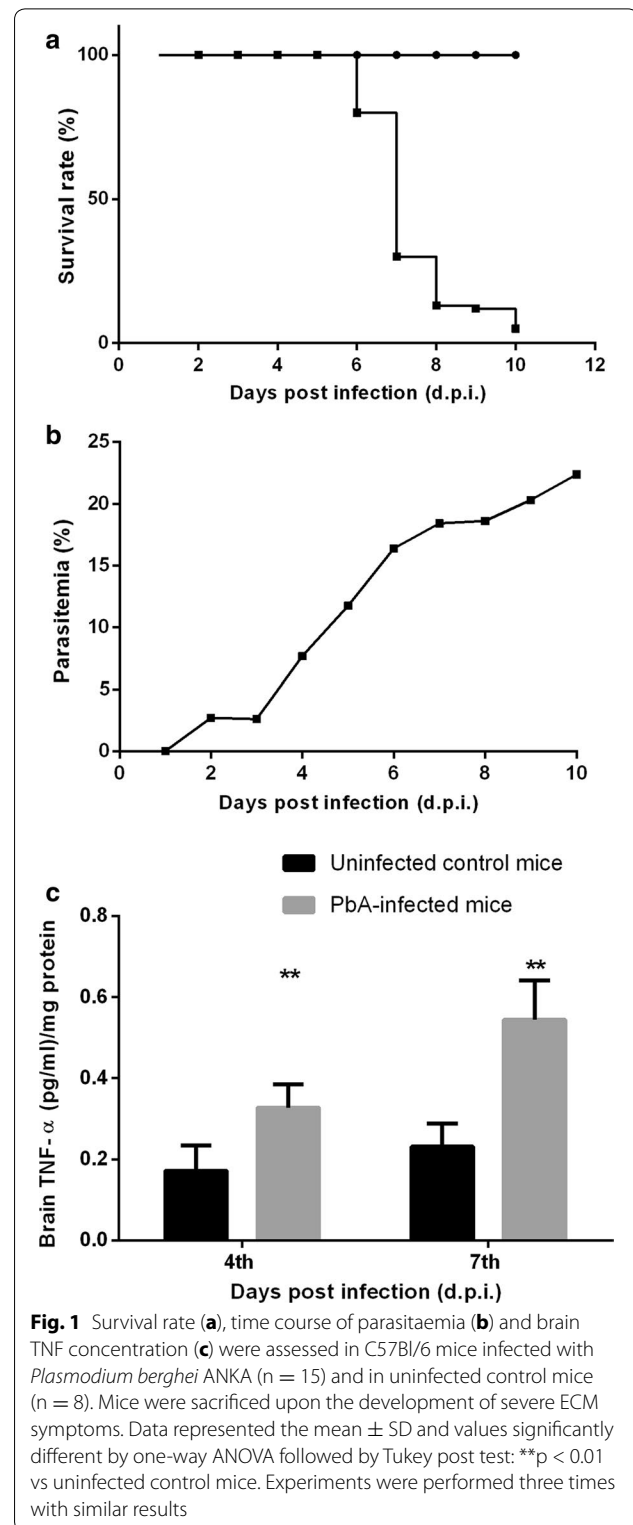 a
100
50
0
Survival rate (%)
0 2 4 6 8 10 12
Days post infection (d.p.i.)
b
25
20
15
10
5
0
Parasitemia (%)
0 2 4 6 8 10
Days post infection (d.p.i.)
Uninfected control mice
PbA-infected mice
c
0.8
0.6
0.4
0.2
0.0
Brain TNF- α (pg/ml)/mg protein
** **
4th 7th
Days post infection (d.p.i.)
Fig. 1 Survival rate (a), time course of parasitaemia (b) and brain
TNF concentration (c) were assessed in C57Bl/6 mice infected with
Plasmodium berghei ANKA (n = 15) and in uninfected control mice
(n = 8). Mice were sacrificed upon the development of severe ECM
symptoms. Data represented the mean ± SD and values significantly
different by one-way ANOVA followed by Tukey post test: **p < 0.01
vs uninfected control mice. Experiments were performed three times
with similar results